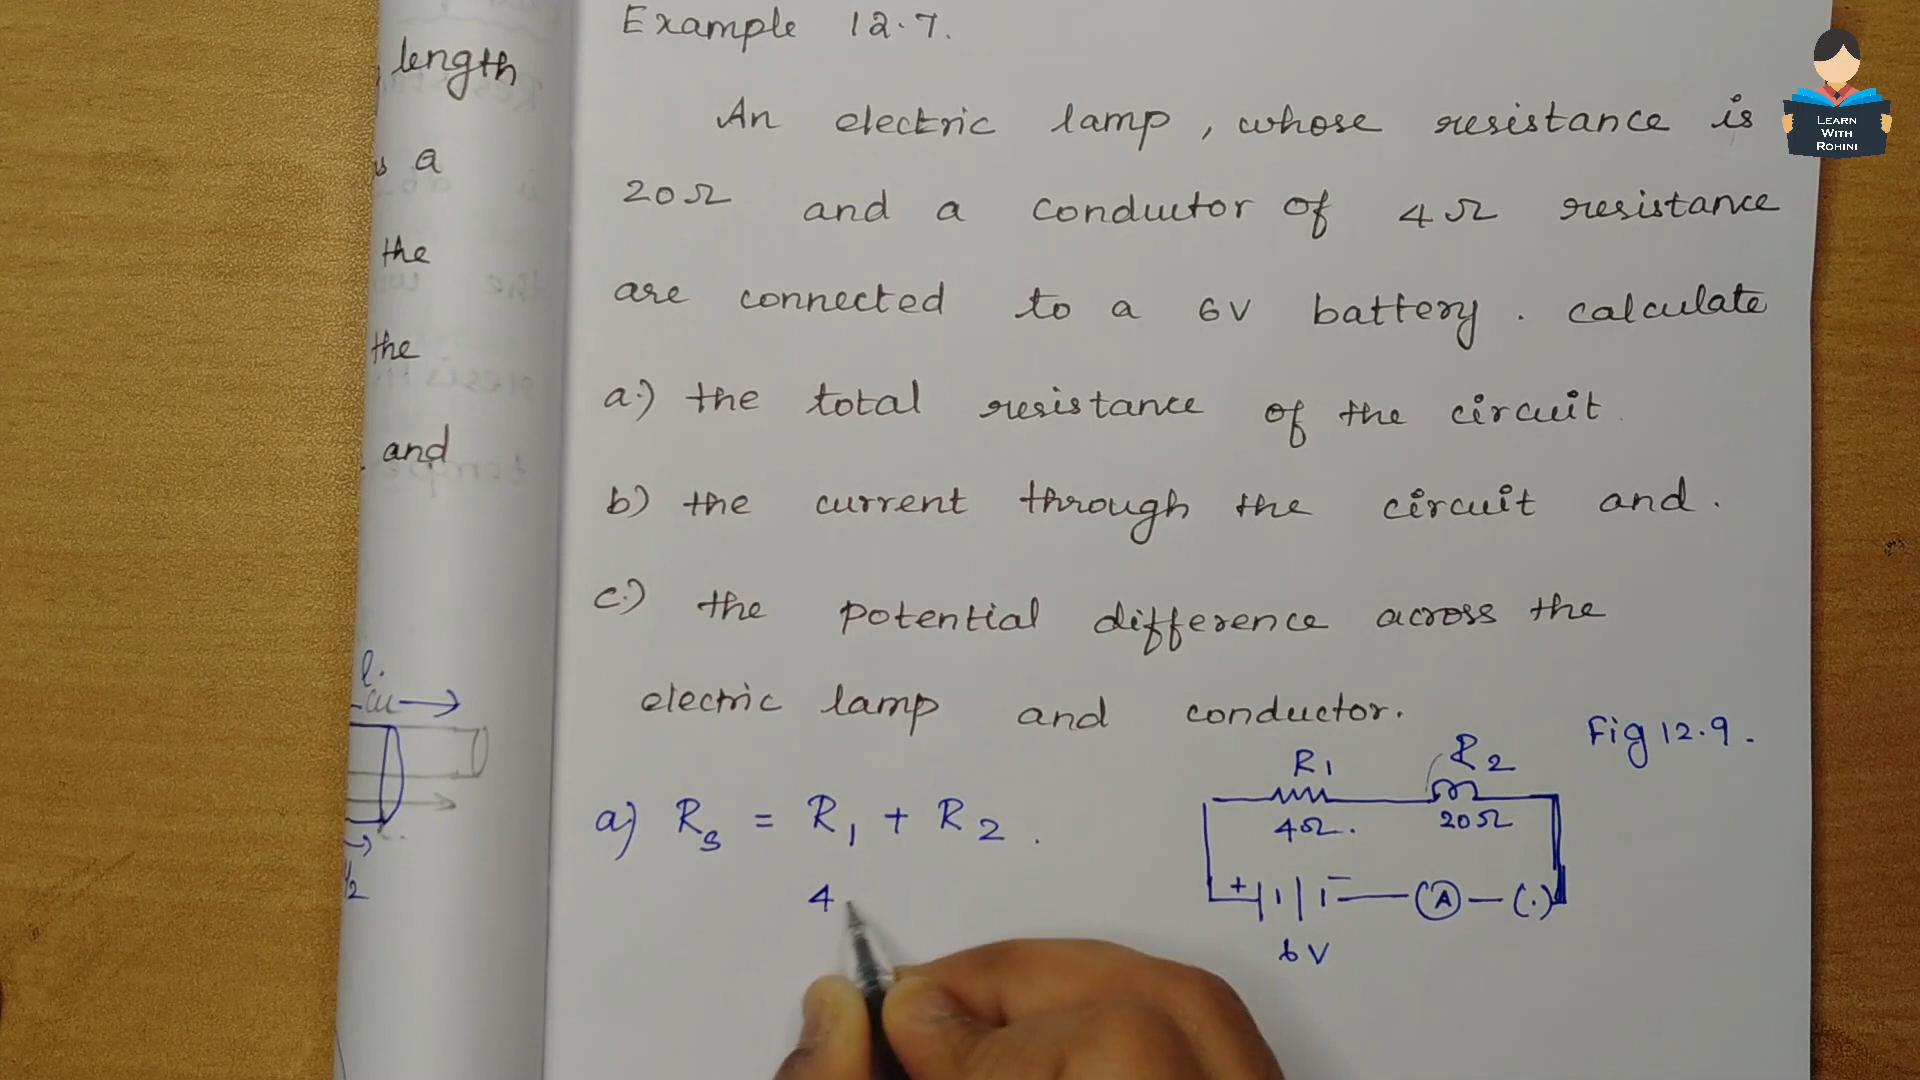 length
a
the
the
and
l.
Cu
Example 12.7.
An electric lamp, whose resistance is
20Ω and a conductor of 4Ω resistance
are connected to a 6V battery. calculate
a.) the total resistance of the circuit.
b) the current through the circuit and.
c.) the potential difference across the
electric lamp and conductor.
Fig 12.9.
R1 R2
4Ω. 20Ω
+ - A (.)
6V
a) Rs = R1 + R2.
4
LEARN
WITH
ROHINI